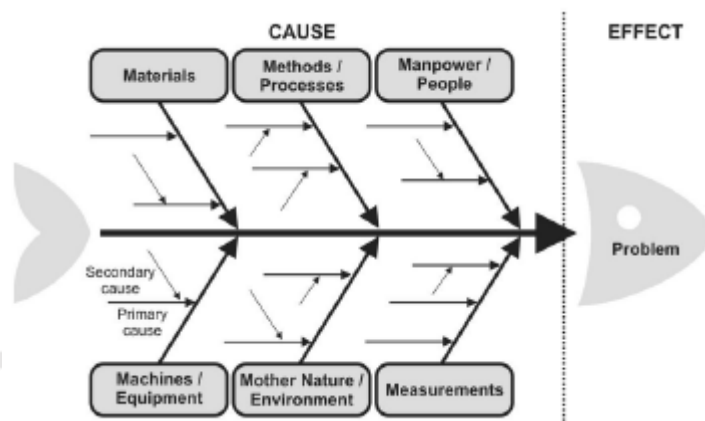 CAUSE
EFFECT
Materials
Methods /
Processes
Manpower /
People
Problem
Secondary
cause
Primary
cause
Machines /
Equipment
Mother Nature /
Environment
Measurements